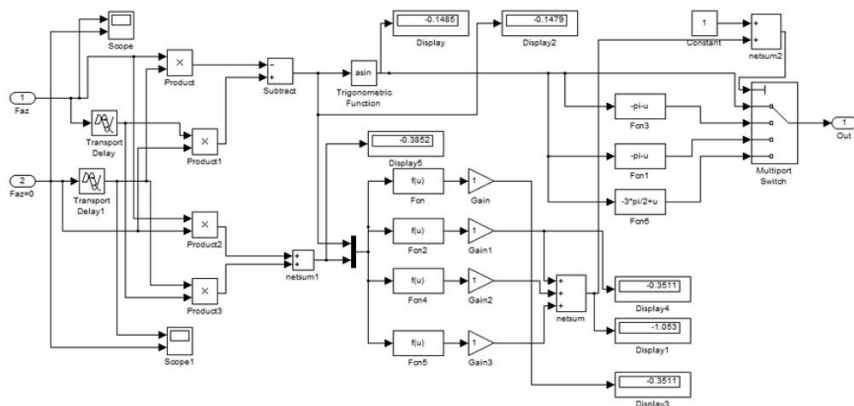 Scope
-0.1485
Display
-0.1479
Display2
1
Constant
netsum2
1
Faz
×
Product
Subtract
asin
Trigonometric
Function
Transport
Delay
×
Product1
-0.3852
Display5
-pi-u
Fcn3
-pi-u
Fcn1
-3*pi/2+u
Fcn6
Multiport
Switch
1
Out
2
Faz=0
Transport
Delay1
×
Product2
×
Product3
netsum1
f(u)
Fcn
1
Gain
f(u)
Fcn2
1
Gain1
f(u)
Fcn4
1
Gain2
f(u)
Fcn5
1
Gain3
netsum
-0.3511
Display4
-1.053
Display1
-0.3511
Display3
Scope1